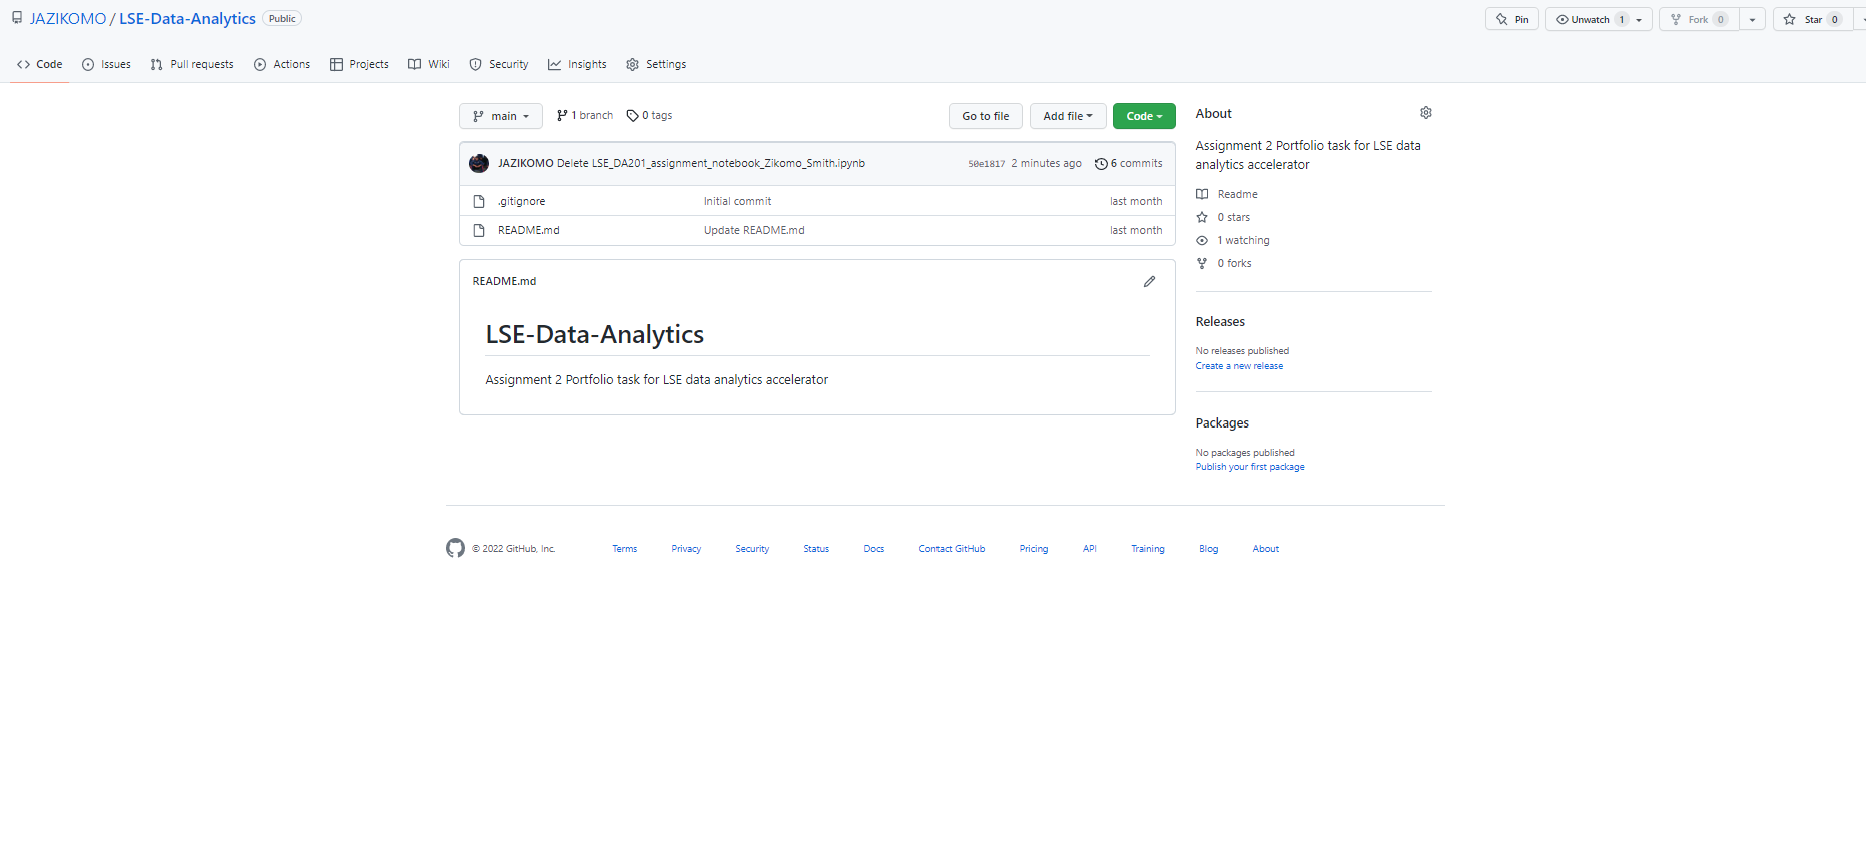 JAZIKOMO / LSE-Data-Analytics Public
Pin Unwatch 1 Fork 0 Star 0
Code Issues Pull requests Actions Projects Wiki Security Insights Settings
main 1 branch 0 tags Go to file Add file Code
JAZIKOMO Delete LSE_DA201_assignment_notebook_Zikomo_Smith.ipynb 50e1817 2 minutes ago 6 commits
.gitignore Initial commit last month
README.md Update README.md last month
README.md
LSE-Data-Analytics
Assignment 2 Portfolio task for LSE data analytics accelerator
About
Assignment 2 Portfolio task for LSE data
analytics accelerator
Readme
0 stars
1 watching
0 forks
Releases
No releases published
Create a new release
Packages
No packages published
Publish your first package
© 2022 GitHub, Inc. Terms Privacy Security Status Docs Contact GitHub Pricing API Training Blog About